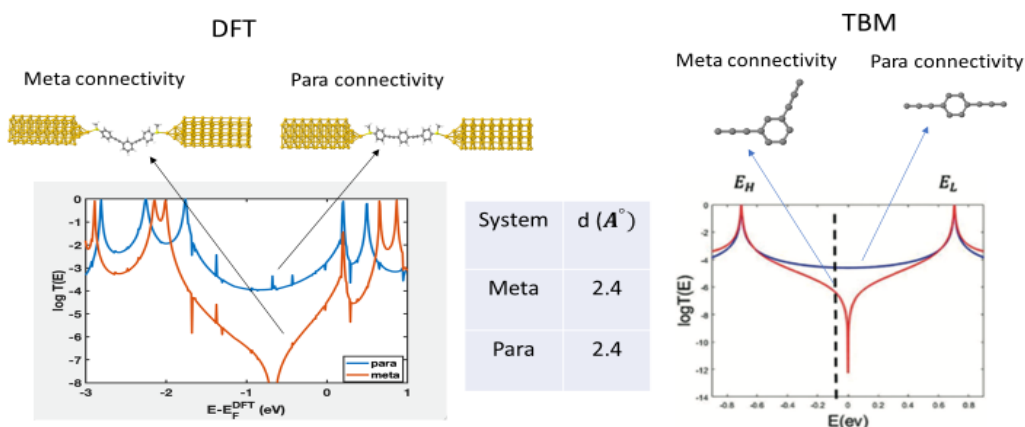 DFT
Meta connectivity
Para connectivity
0
-1
-2
-3
-4
-5
-6
-7
-8
log T(E)
-3
-2
-1
0
1
E-E_F^DFT (eV)
para
meta
System d (A°)
Meta 2.4
Para 2.4
TBM
Meta connectivity
Para connectivity
E_H
E_L
0
-2
-4
-6
-8
-10
-12
-14
logT(E)
-0.8
-0.6
-0.4
-0.2
0
0.2
0.4
0.6
0.8
E(ev)